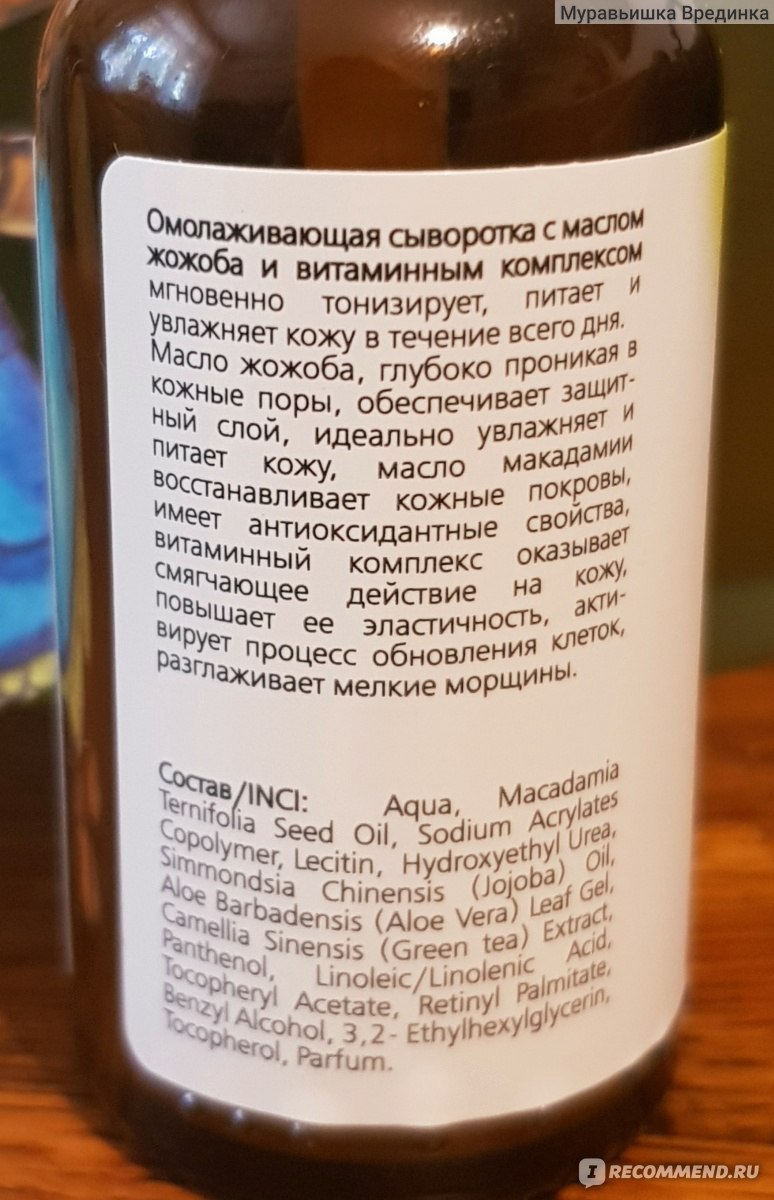 Муравьишка Врединка
Омолаживающая сыворотка с маслом
жожоба и витаминным комплексом
мгновенно тонизирует, питает и
увлажняет кожу в течение всего дня.
Масло жожоба, глубоко проникая в
кожные поры, обеспечивает защит-
ный слой, идеально увлажняет и
питает кожу, масло макадамии
восстанавливает кожные покровы,
имеет антиоксидантные свойства,
витаминный комплекс оказывает
смягчающее действие на кожу,
повышает ее эластичность, акти-
вирует процесс обновления клеток,
разглаживает мелкие морщины.
Состав/INCI: Aqua, Macadamia
Ternifolia Seed Oil, Sodium Acrylates
Copolymer, Lecitin, Hydroxyethyl Urea,
Simmondsia Chinensis (Jojoba) Oil,
Aloe Barbadensis (Aloe Vera) Leaf Gel,
Camellia Sinensis (Green tea) Extract,
Panthenol, Linoleic/Linolenic Acid,
Tocopheryl Acetate, Retinyl Palmitate,
Benzyl Alcohol, 3,2- Ethylhexylglycerin,
Tocopherol, Parfum.
I RECOMMEND.RU